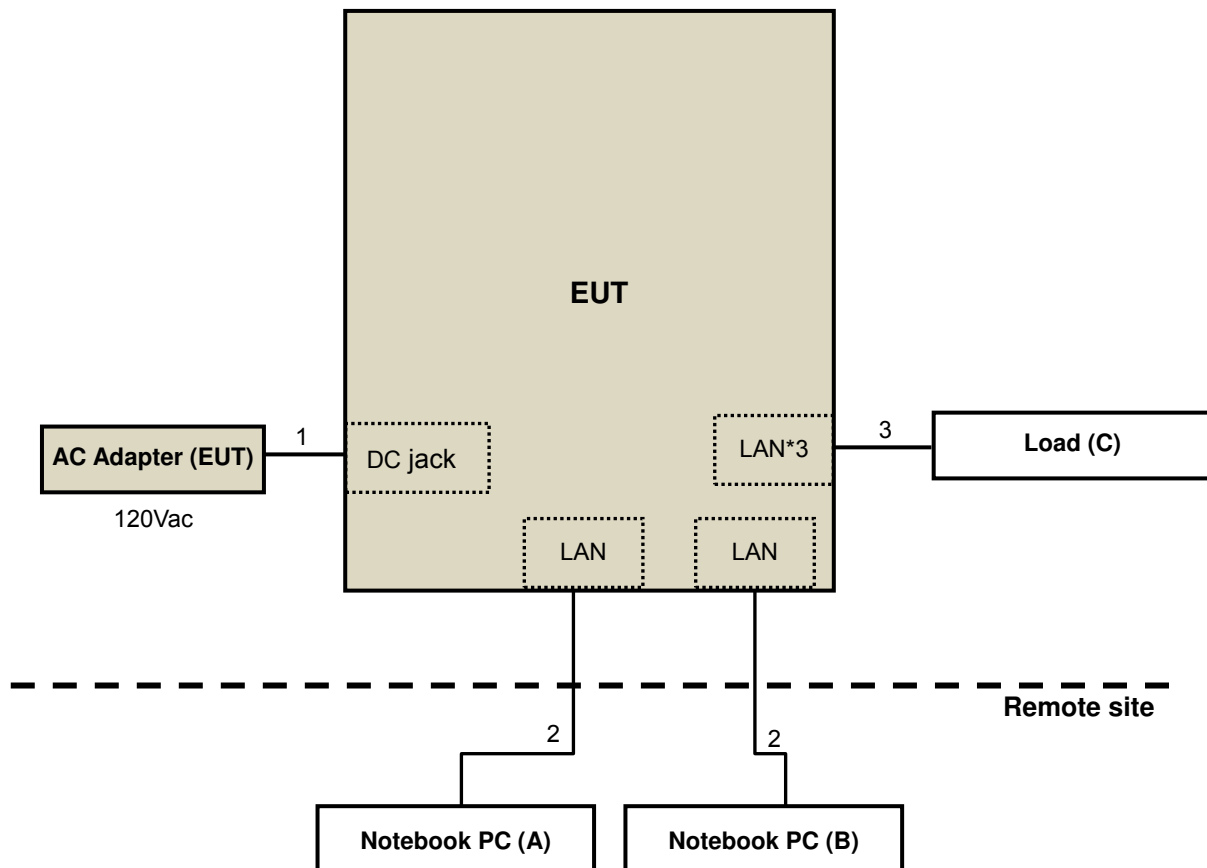 EUT
1
AC Adapter (EUT)
DC jack
LAN*3
3
Load (C)
120Vac
LAN
LAN
Remote site
2
2
Notebook PC (A)
Notebook PC (B)